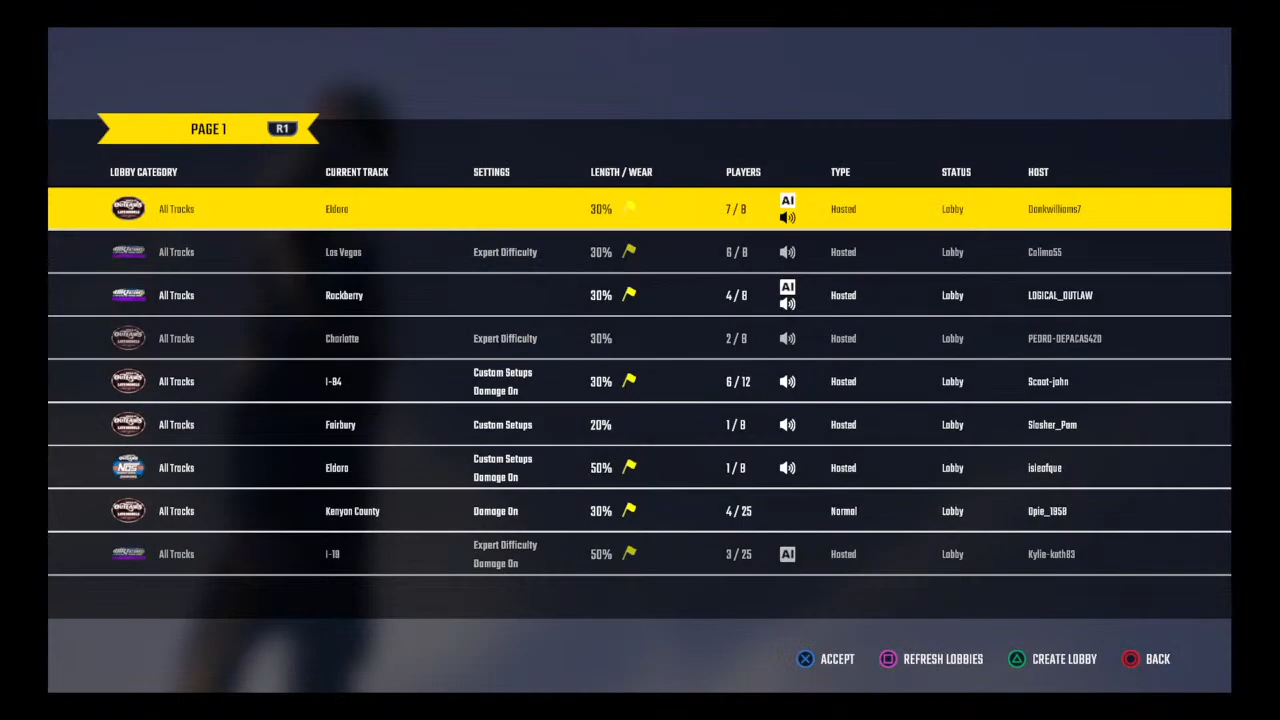 PAGE 1 R1
LOBBY CATEGORY CURRENT TRACK SETTINGS LENGTH / WEAR PLAYERS TYPE STATUS HOST
All Tracks Eldora 30% 7 / 8 AI Hosted Lobby Dankwilliams7
All Tracks Las Vegas Expert Difficulty 30% 6 / 8 Hosted Lobby Calimo55
All Tracks Rockberry 30% 4 / 8 AI Hosted Lobby LOGICAL_OUTLAW
All Tracks Charlotte Expert Difficulty 30% 2 / 8 Hosted Lobby PEDRO-DEPACAS420
All Tracks I-84 Custom Setups 30% 6 / 12 Hosted Lobby Scoot-john
Damage On
All Tracks Fairbury Custom Setups 20% 1 / 8 Hosted Lobby Slasher_Pom
All Tracks Eldora Custom Setups 50% 1 / 8 Hosted Lobby isleofque
Damage On
All Tracks Kenyon County Damage On 30% 4 / 25 Normal Lobby Opie_1958
All Tracks I-19 Expert Difficulty 50% 3 / 25 AI Hosted Lobby Kylie-kath83
Damage On
ACCEPT REFRESH LOBBIES CREATE LOBBY BACK